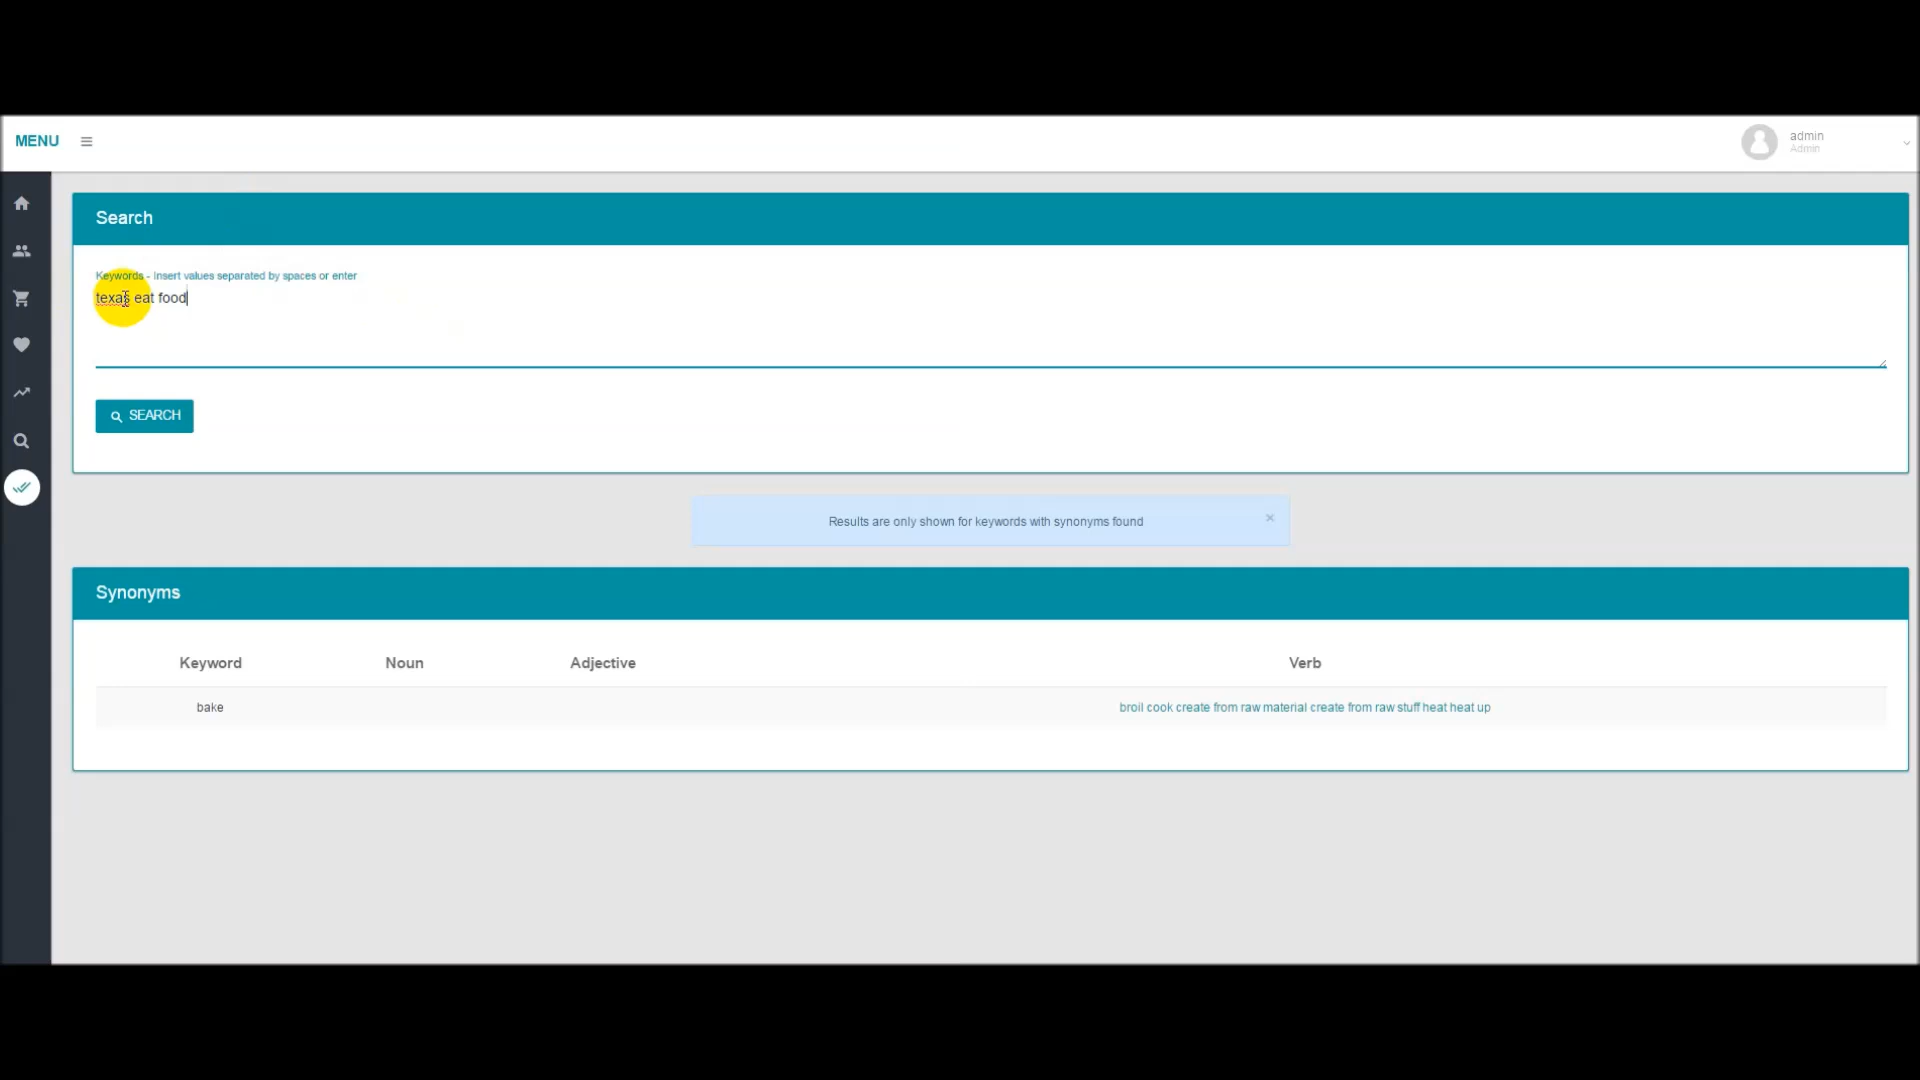 MENU
admin
Admin
Search
Keywords - Insert values separated by spaces or enter
texas eat food
SEARCH
Results are only shown for keywords with synonyms found
×
Synonyms
Keyword Noun Adjective Verb
bake broil cook create from raw material create from raw stuff heat heat up